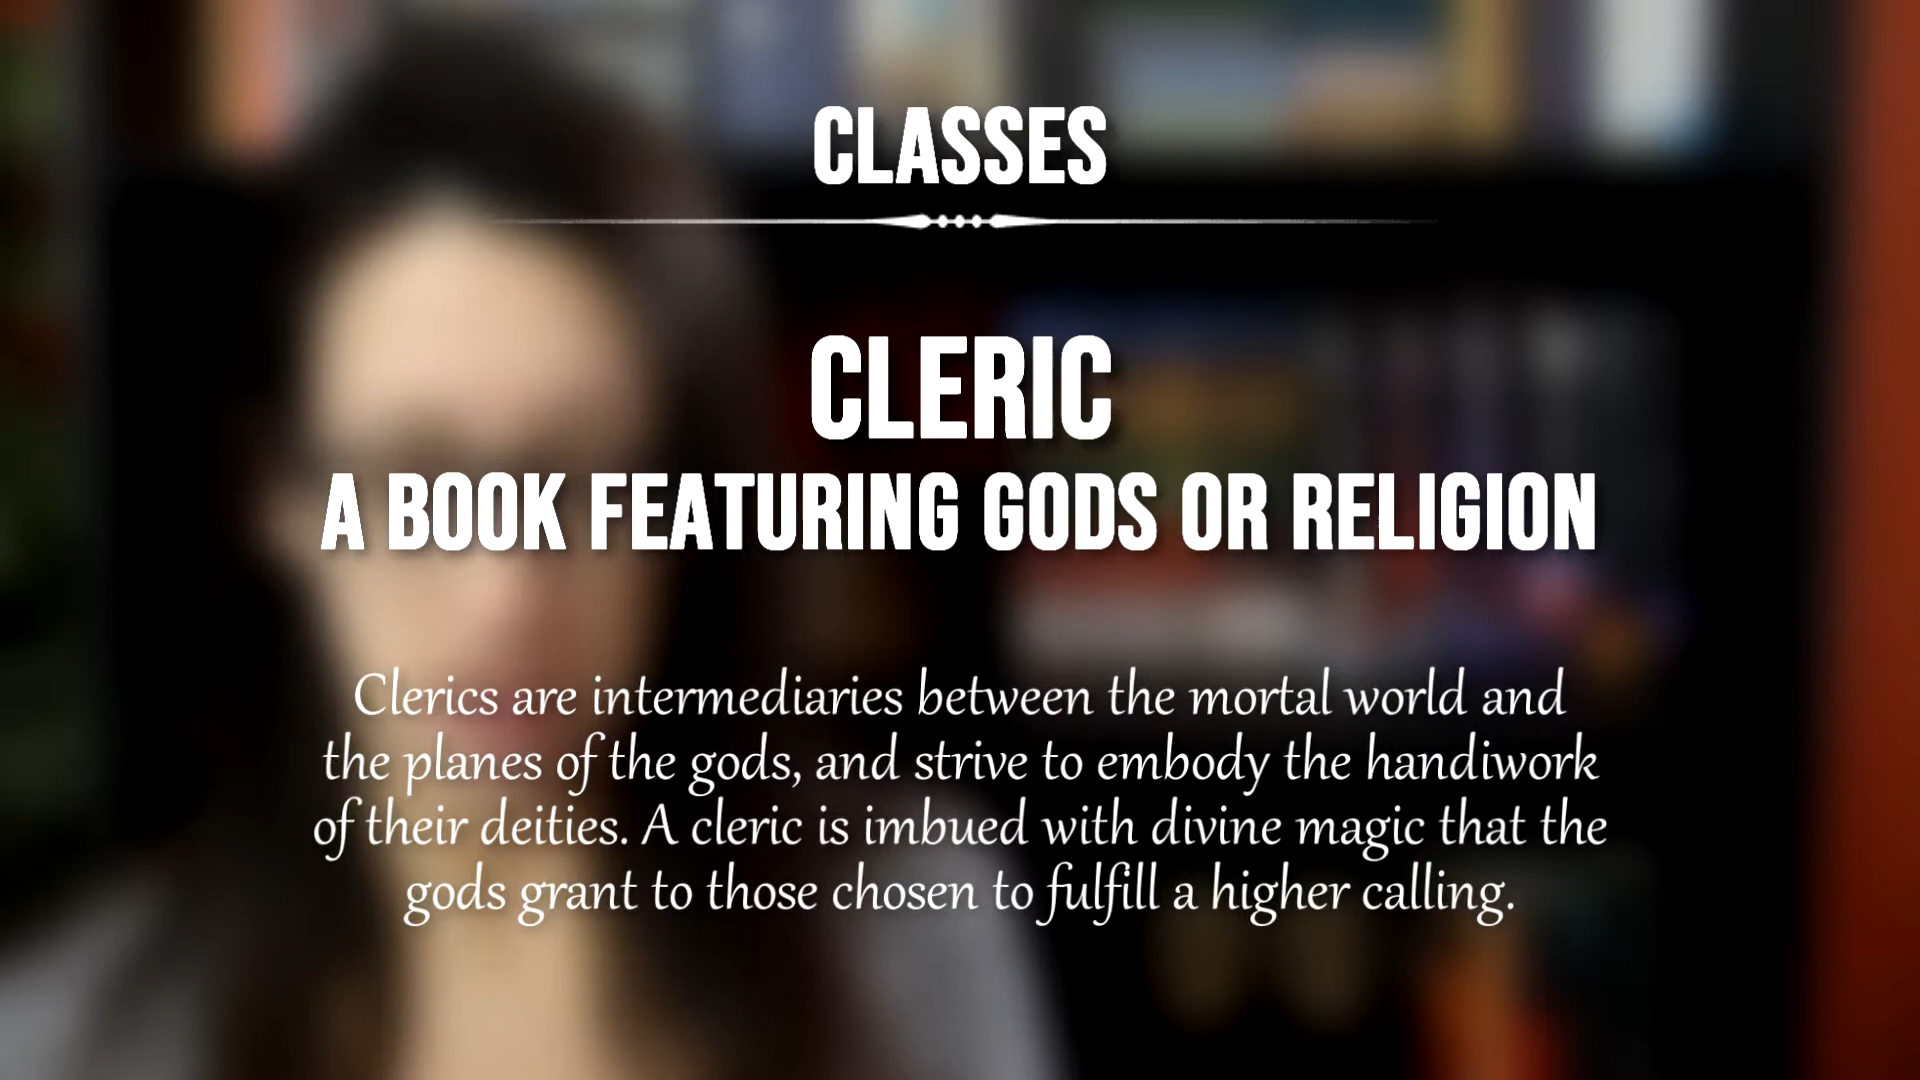 CLASSES
CLERIC
A BOOK FEATURING GODS OR RELIGION
Clerics are intermediaries between the mortal world and
the planes of the gods, and strive to embody the handiwork
of their deities. A cleric is imbued with divine magic that the
gods grant to those chosen to fulfill a higher calling.